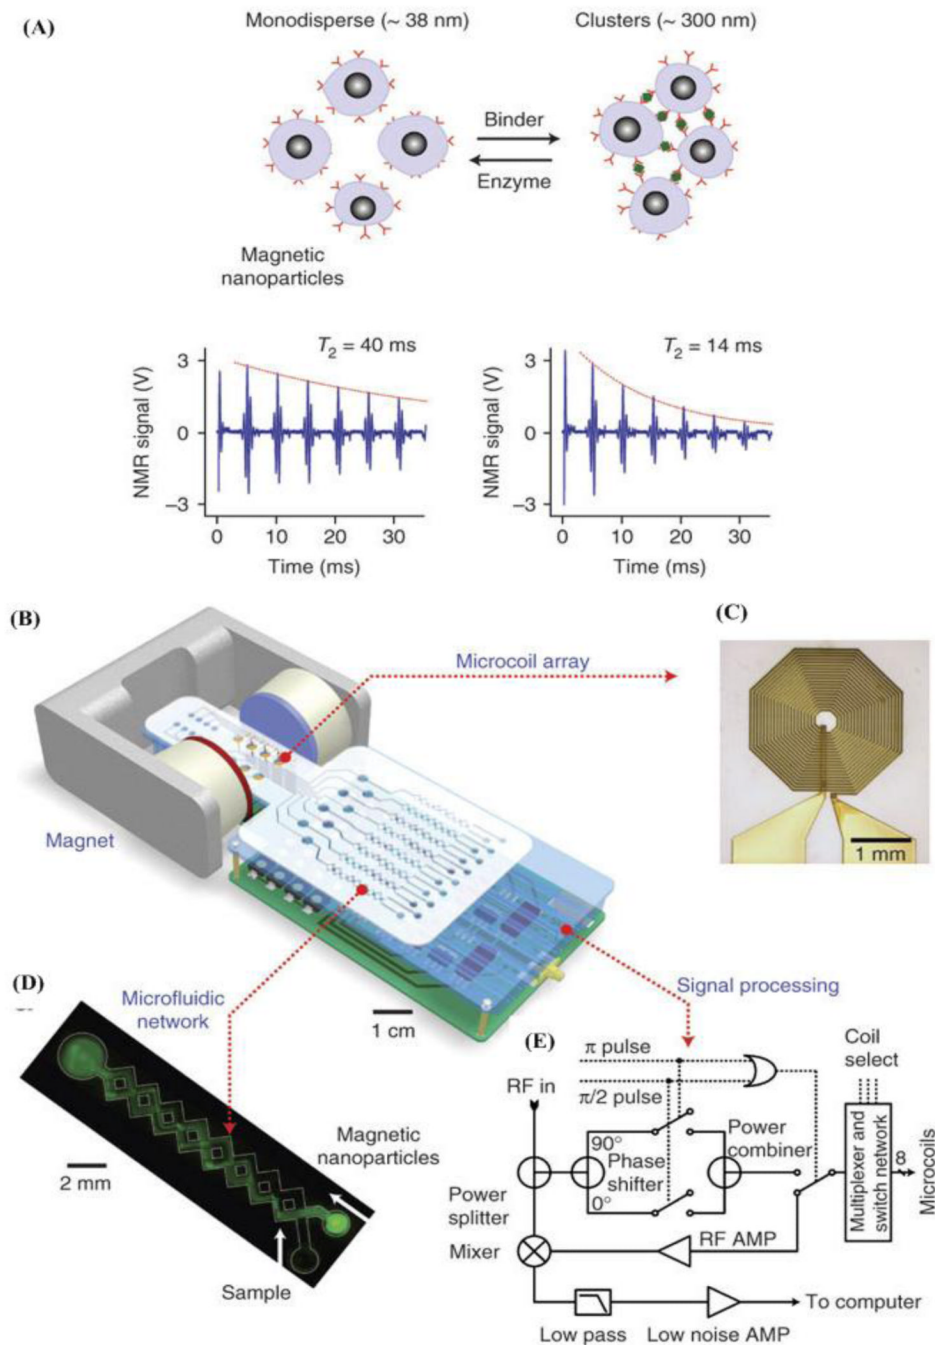 (A)
Monodisperse (~ 38 nm)
Clusters (~ 300 nm)
Binder
Enzyme
Magnetic
nanoparticles
T2 = 40 ms
NMR signal (V)
3
0
–3
0
10
20
30
Time (ms)
T2 = 14 ms
NMR signal (V)
3
0
–3
0
10
20
30
Time (ms)
(B)
Microcoil array
Magnet
(C)
1 mm
(D)
Microfluidic
network
1 cm
Signal processing
Magnetic
nanoparticles
2 mm
Sample
(E)
π pulse
π/2 pulse
RF in
Coil
select
90°
Phase
shifter
0°
Power
combiner
Power
splitter
Multiplexer and
switch network
8
Microcoils
Mixer
RF AMP
To computer
Low pass
Low noise AMP